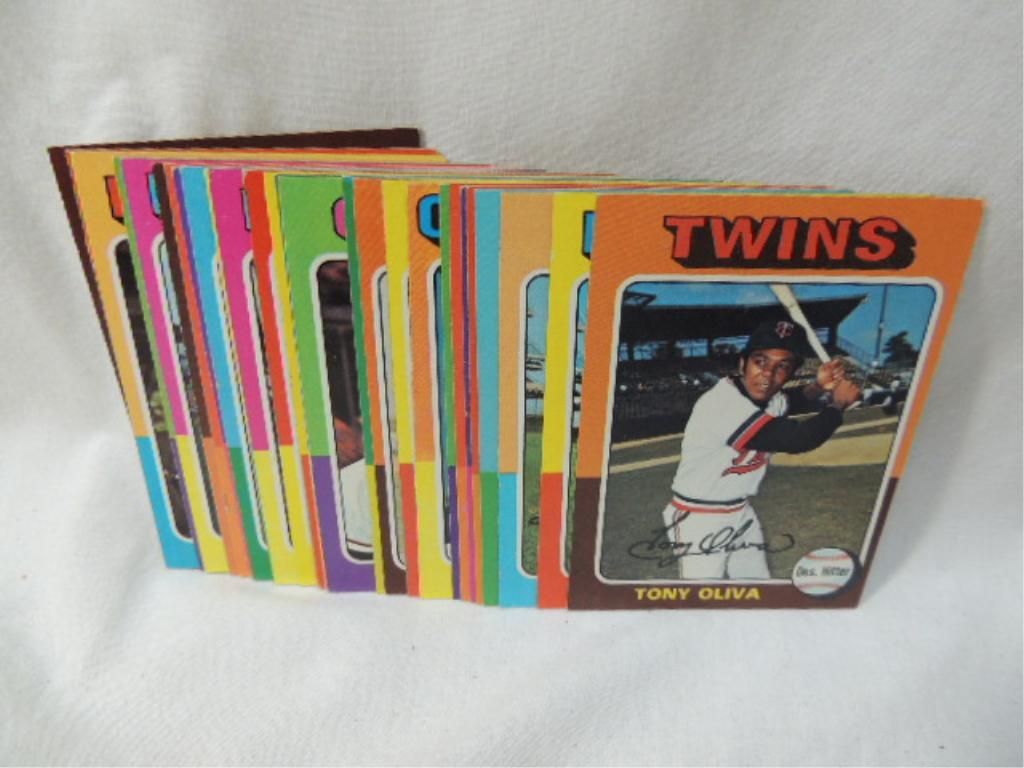 TWINS
Tony Oliva
Des. Hitter
TONY OLIVA